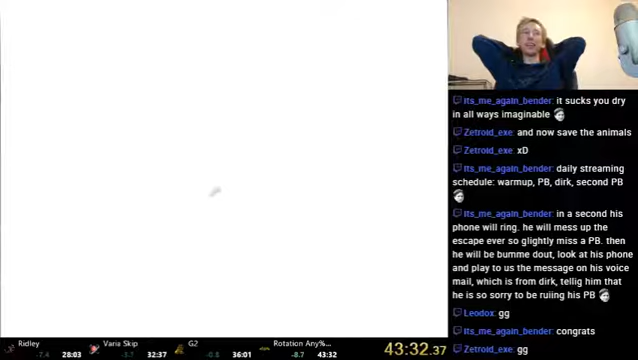 its_me_again_bender: it sucks you dry
in all ways imaginable
Zetroid_exe: and now save the animals
Zetroid_exe: xD
its_me_again_bender: daily streaming
schedule: warmup, PB, dirk, second PB
its_me_again_bender: in a second his
phone will ring. he will mess up the
escape ever so glightly miss a PB. then
he will be bumme dout, look at his phone
and play to us the message on his voice
mail, which is from dirk, tellig him that
he is so sorry to be ruiing his PB
Leodox: gg
its_me_again_bender: congrats
Zetroid_exe: gg
Ridley -7.4 28:03
Varia Skip 32:37
G2 36:01
Rotation Any%... -8.7 43:32
43:32.37